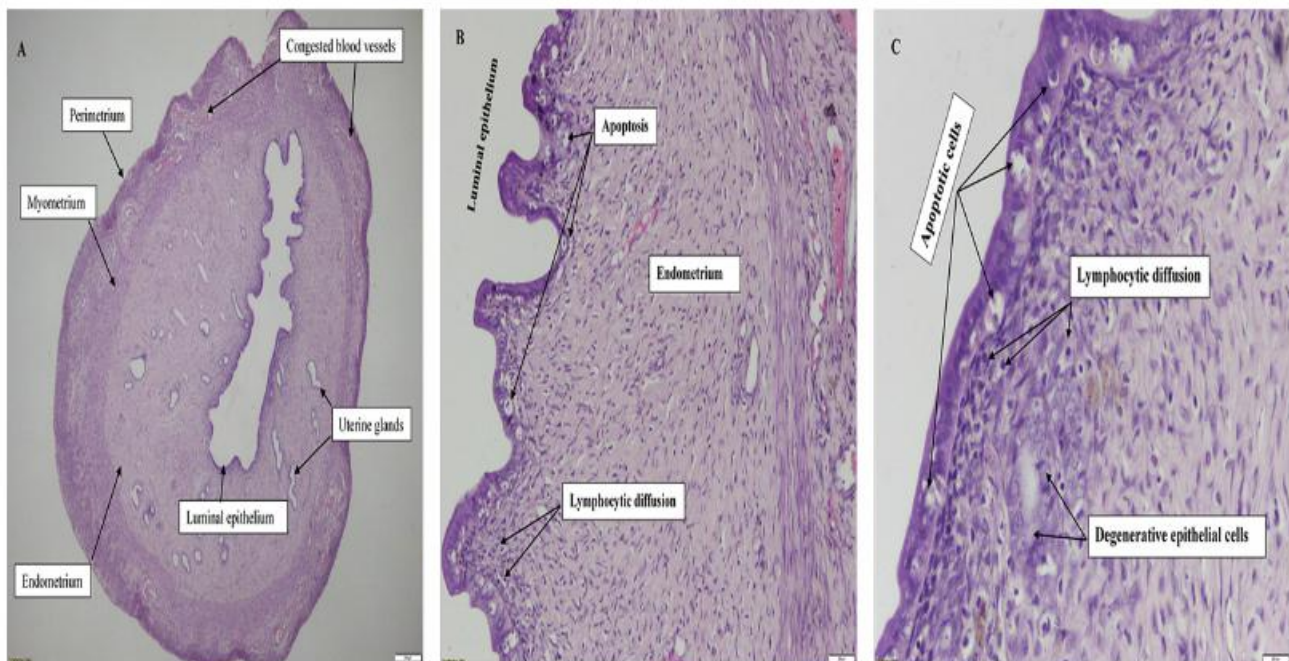 A
Congested blood vessels
Perimetrium
Myometrium
Uterine glands
Luminal epithelium
Endometrium
B
Luminal epithelium
Apoptosis
Endometrium
Lymphocytic diffusion
C
Apoptotic cells
Lymphocytic diffusion
Degenerative epithelial cells